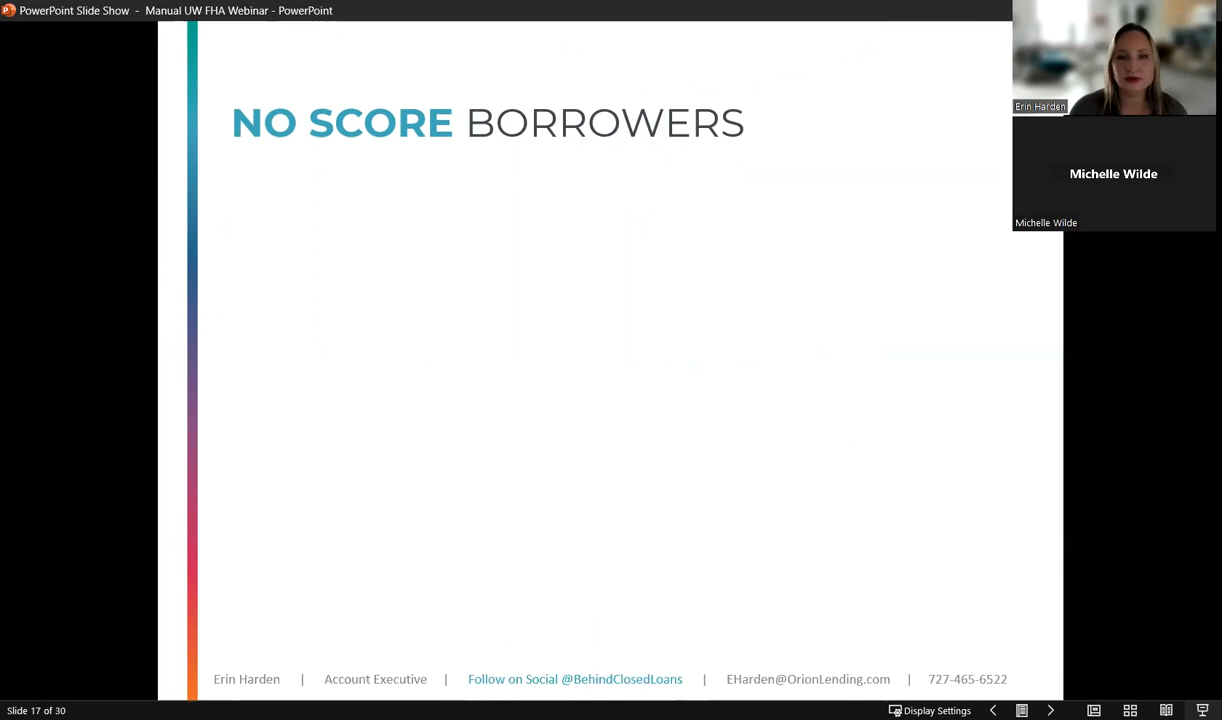 PowerPoint Slide Show - Manual UW FHA Webinar - PowerPoint
NO SCORE BORROWERS
Erin Harden
Michelle Wilde
Michelle Wilde
Erin Harden | Account Executive | Follow on Social @BehindClosedLoans | EHarden@OrionLending.com | 727-465-6522
Slide 17 of 30
Display Settings